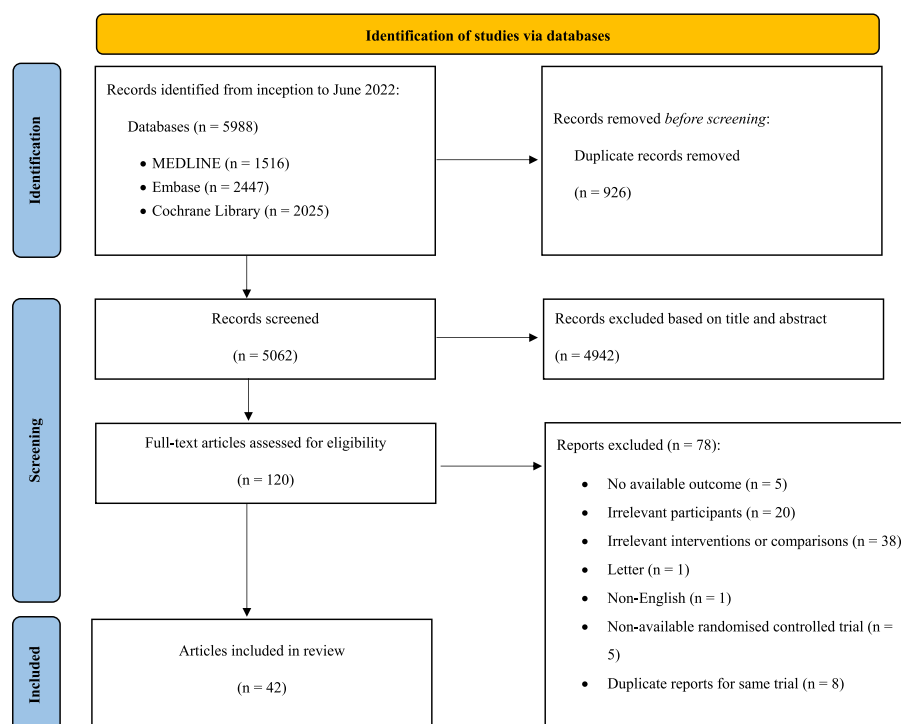 Identification of studies via databases
Identification
Records identified from inception to June 2022:
Databases (n = 5988)
• MEDLINE (n = 1516)
• Embase (n = 2447)
• Cochrane Library (n = 2025)
Records removed before screening:
Duplicate records removed
(n = 926)
Screening
Records screened
(n = 5062)
Records excluded based on title and abstract
(n = 4942)
Full-text articles assessed for eligibility
(n = 120)
Reports excluded (n = 78):
• No available outcome (n = 5)
• Irrelevant participants (n = 20)
• Irrelevant interventions or comparisons (n = 38)
• Letter (n = 1)
• Non-English (n = 1)
• Non-available randomised controlled trial (n =
5)
• Duplicate reports for same trial (n = 8)
Included
Articles included in review
(n = 42)